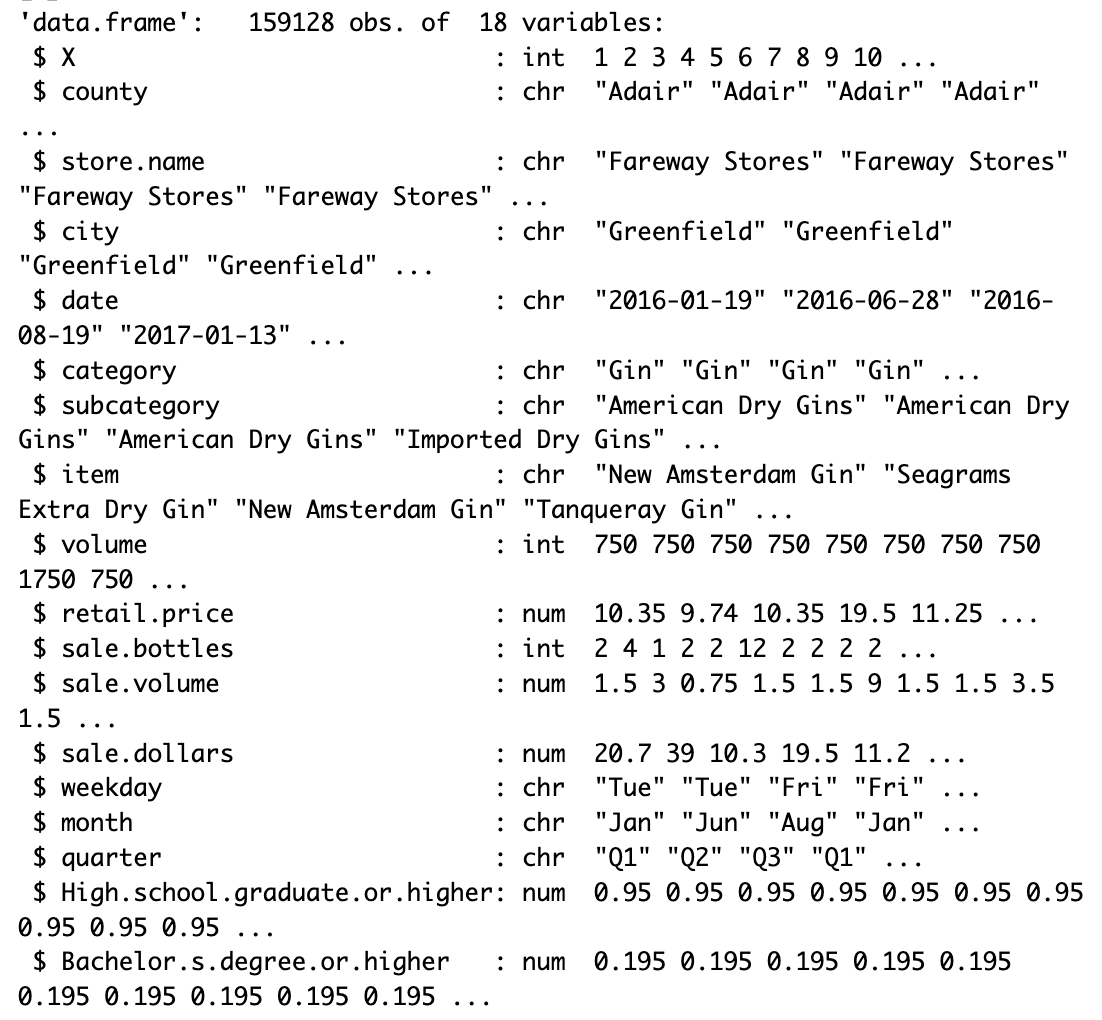 'data.frame':   159128 obs. of  18 variables:
 $ X                              : int  1 2 3 4 5 6 7 8 9 10 ...
 $ county                         : chr  "Adair" "Adair" "Adair" "Adair"
...
 $ store.name                     : chr  "Fareway Stores" "Fareway Stores"
"Fareway Stores" "Fareway Stores" ...
 $ city                           : chr  "Greenfield" "Greenfield"
"Greenfield" "Greenfield" ...
 $ date                           : chr  "2016-01-19" "2016-06-28" "2016-
08-19" "2017-01-13" ...
 $ category                       : chr  "Gin" "Gin" "Gin" "Gin" ...
 $ subcategory                    : chr  "American Dry Gins" "American Dry
Gins" "American Dry Gins" "Imported Dry Gins" ...
 $ item                           : chr  "New Amsterdam Gin" "Seagrams
Extra Dry Gin" "New Amsterdam Gin" "Tanqueray Gin" ...
 $ volume                         : int  750 750 750 750 750 750 750 750
1750 750 ...
 $ retail.price                   : num  10.35 9.74 10.35 19.5 11.25 ...
 $ sale.bottles                   : int  2 4 1 2 2 12 2 2 2 2 ...
 $ sale.volume                    : num  1.5 3 0.75 1.5 1.5 9 1.5 1.5 3.5
1.5 ...
 $ sale.dollars                   : num  20.7 39 10.3 19.5 11.2 ...
 $ weekday                        : chr  "Tue" "Tue" "Fri" "Fri" ...
 $ month                          : chr  "Jan" "Jun" "Aug" "Jan" ...
 $ quarter                        : chr  "Q1" "Q2" "Q3" "Q1" ...
 $ High.school.graduate.or.higher: num  0.95 0.95 0.95 0.95 0.95 0.95 0.95
0.95 0.95 0.95 ...
 $ Bachelor.s.degree.or.higher   : num  0.195 0.195 0.195 0.195 0.195
0.195 0.195 0.195 0.195 0.195 ...